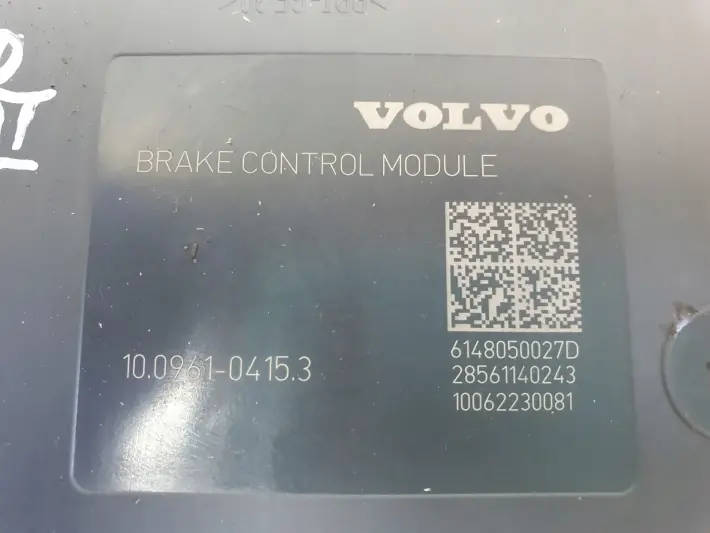 VOLVO
BRAKE CONTROL MODULE
10.0961-0415.3
6148050027D
28561140243
10062230081